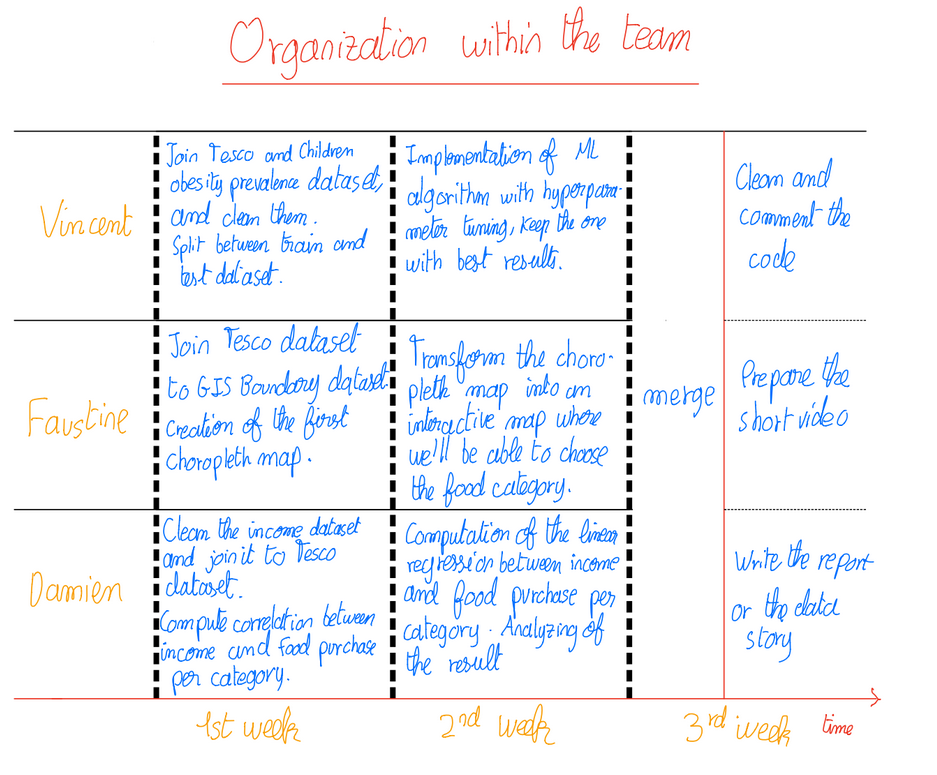 Organization within the team
Vincent
Join Tesco and Children
obesity prevalence dataset,
and clean them.
Split between train and
test dataset.
Implementation of ML
algorithm with hyperpara-
meter tuning, keep the one
with best results.
Clean and
comment the
code
Faustine
Join Tesco dataset
to GIS Boundary dataset
creation of the first
choropleth map.
Transform the choro-
pleth map into an
interactive map where
we'll be able to choose
the food category.
merge
Prepare the
short video
Damien
Clean the income dataset
and join it to Tesco
dataset.
Compute correlation between
income and food purchase
per category.
Computation of the linear
regression between income
and food purchase per
category. Analyzing of
the result
Write the report
or the data
story
1st week
2nd week
3rd week
time